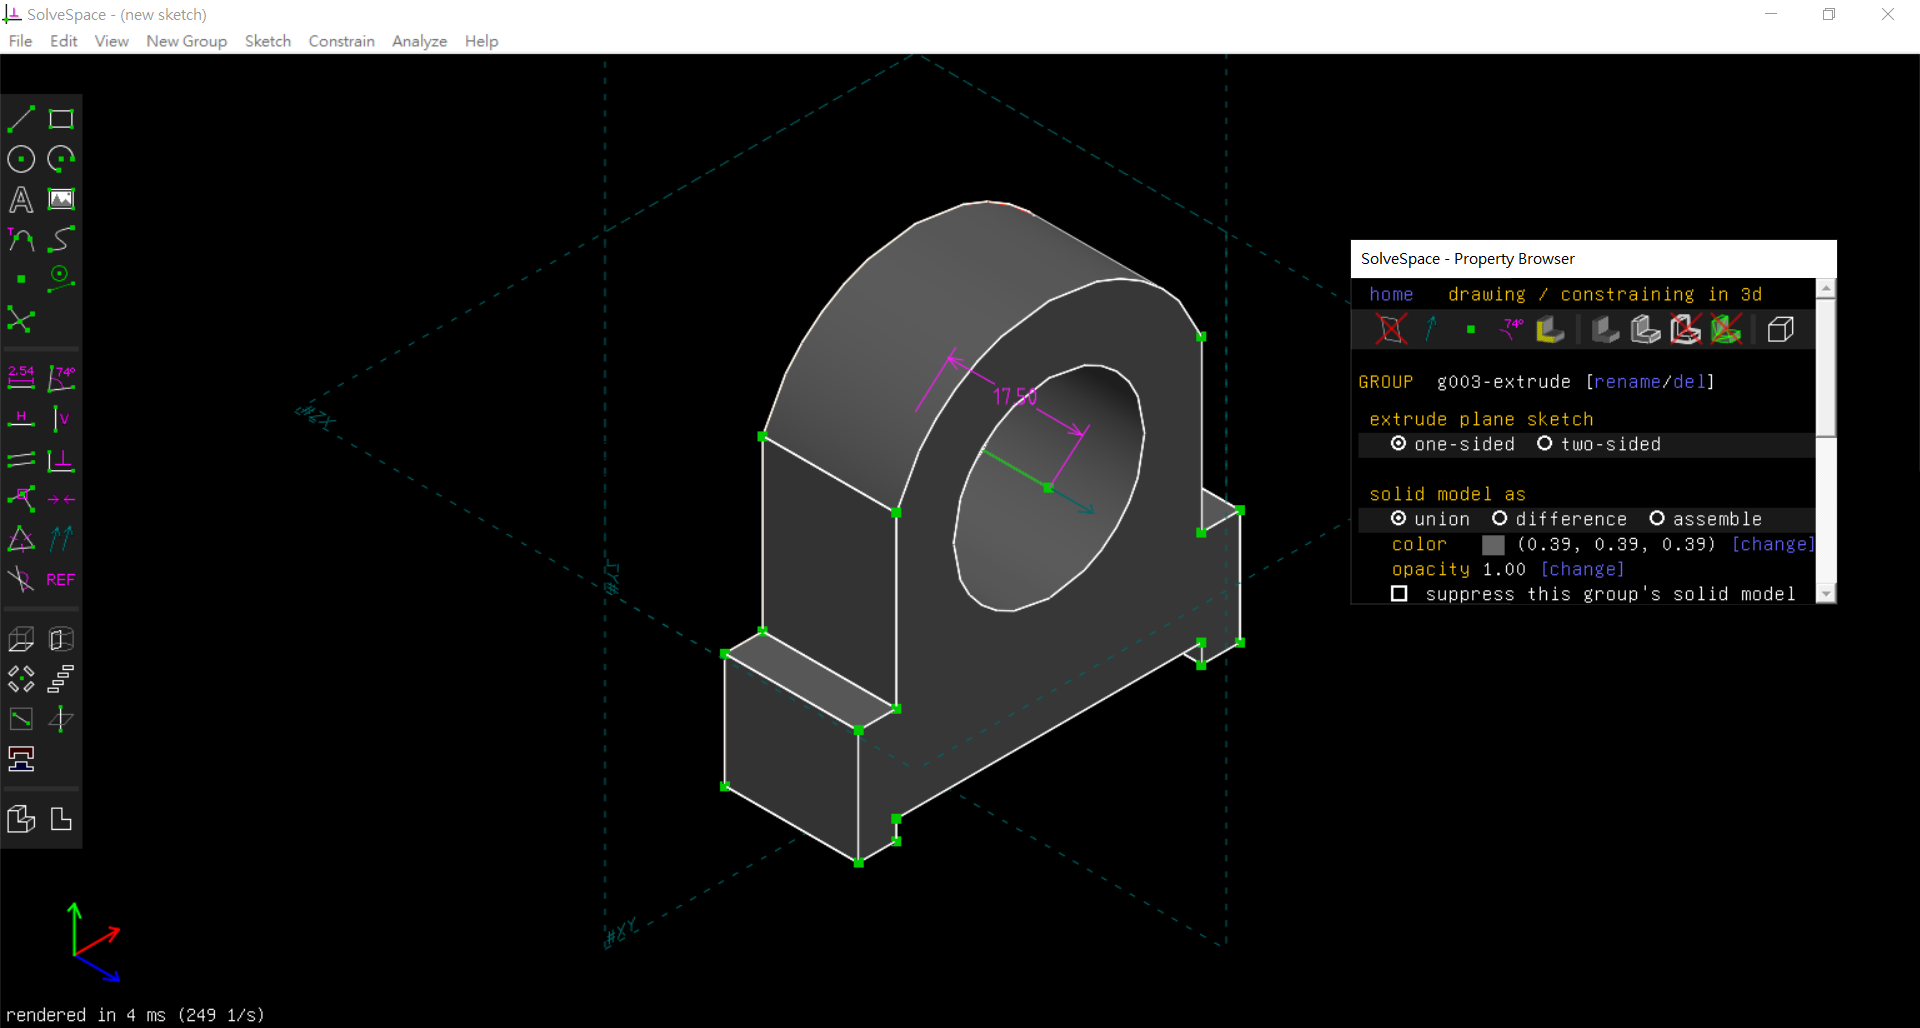 SolveSpace - (new sketch)
File Edit View New Group Sketch Constrain Analyze Help
T
2.54 74°
H V
REF
#ZX
#YZ
#XY
17.50
SolveSpace - Property Browser
home drawing / constraining in 3d
74°
GROUP g003-extrude [rename/del]
extrude plane sketch
one-sided two-sided
solid model as
union difference assemble
color (0.39, 0.39, 0.39) [change]
opacity 1.00 [change]
suppress this group's solid model
rendered in 4 ms (249 1/s)